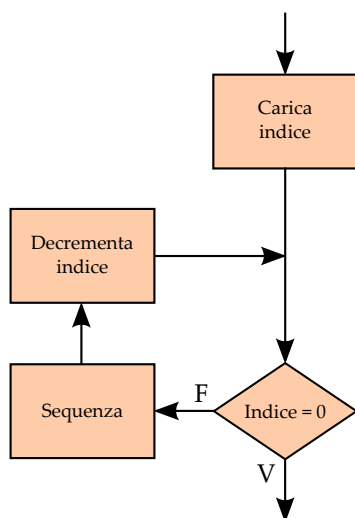 Carica
indice
Decrementa
indice
Sequenza
F
Indice = 0
V